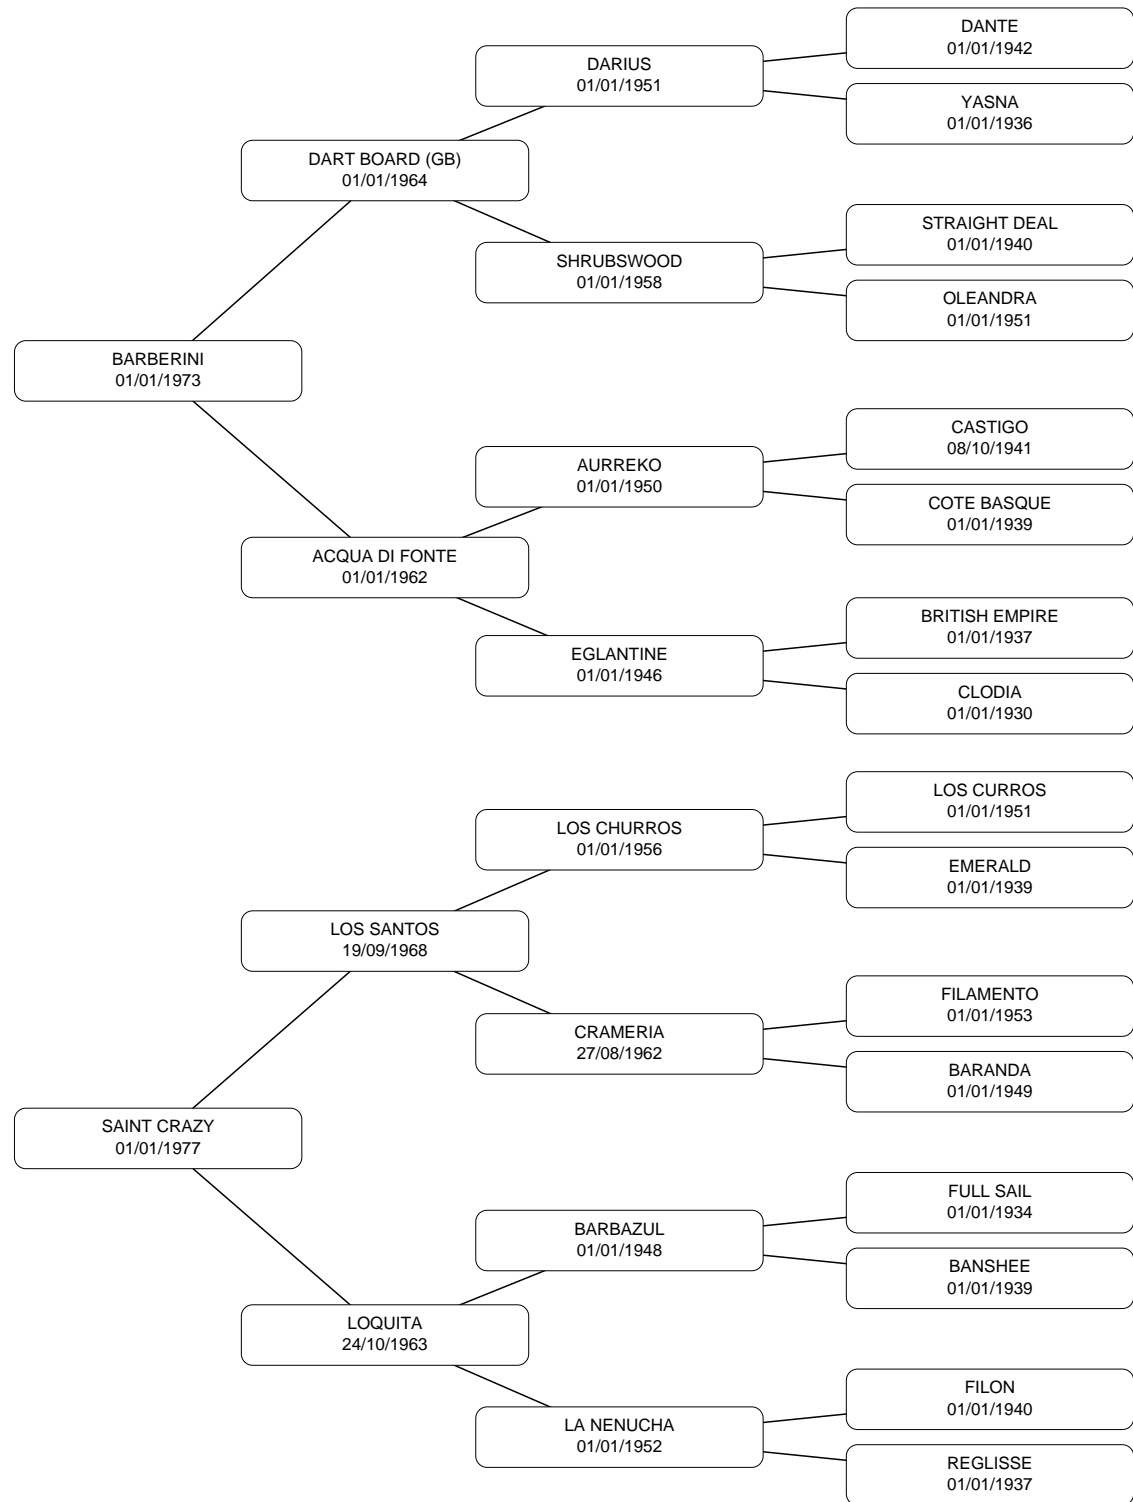 DANTE
01/01/1942
DARIUS
01/01/1951
YASNA
01/01/1936
DART BOARD (GB)
01/01/1964
STRAIGHT DEAL
01/01/1940
SHRUBSWOOD
01/01/1958
OLEANDRA
01/01/1951
BARBERINI
01/01/1973
CASTIGO
08/10/1941
AURREKO
01/01/1950
COTE BASQUE
01/01/1939
ACQUA DI FONTE
01/01/1962
BRITISH EMPIRE
01/01/1937
EGLANTINE
01/01/1946
CLODIA
01/01/1930
LOS CURROS
01/01/1951
LOS CHURROS
01/01/1956
EMERALD
01/01/1939
LOS SANTOS
19/09/1968
FILAMENTO
01/01/1953
CRAMERIA
27/08/1962
BARANDA
01/01/1949
SAINT CRAZY
01/01/1977
FULL SAIL
01/01/1934
BARBAZUL
01/01/1948
BANSHEE
01/01/1939
LOQUITA
24/10/1963
FILON
01/01/1940
LA NENUCHA
01/01/1952
REGLISSE
01/01/1937